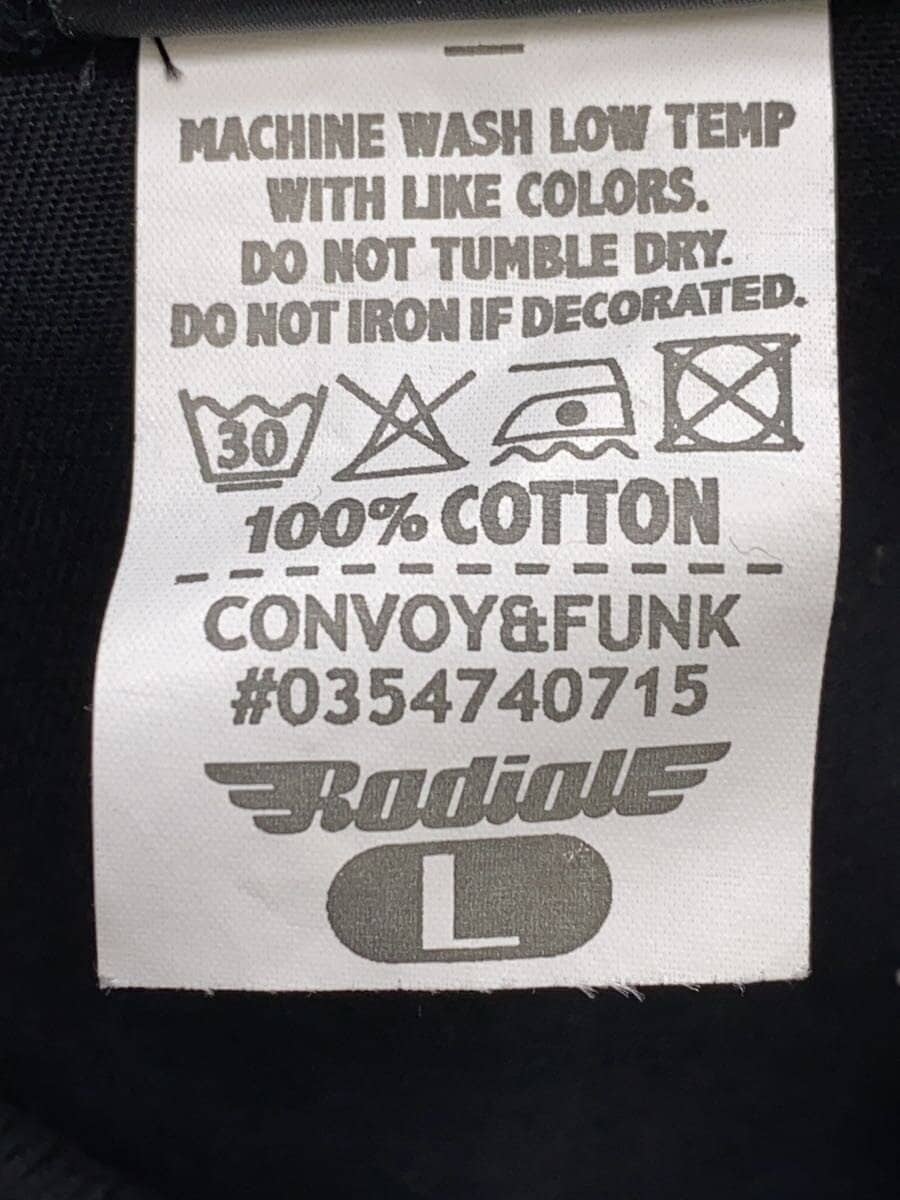 MACHINE WASH LOW TEMP
WITH LIKE COLORS.
DO NOT TUMBLE DRY.
DO NOT IRON IF DECORATED.
30
100% COTTON
CONVOY&FUNK
#0354740715
Radiall
L